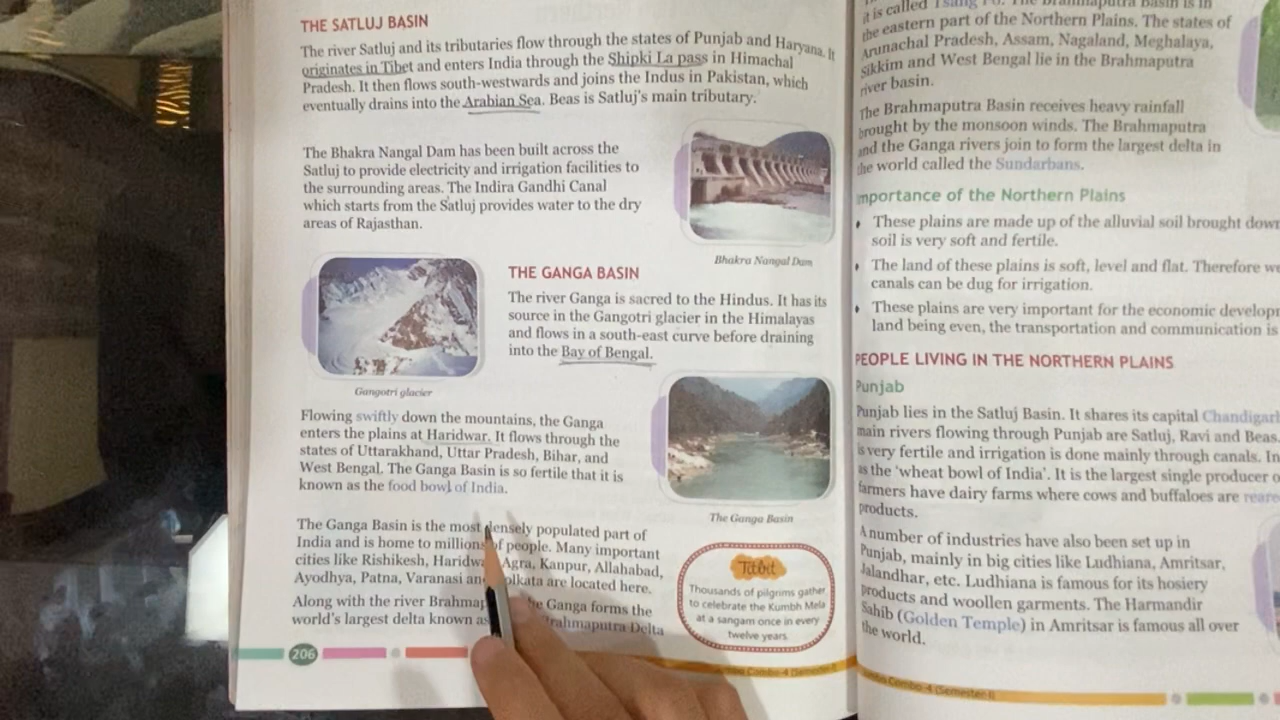 THE SATLUJ BASIN
The river Satluj and its tributaries flow through the states of Punjab and Haryana. It
originates in Tibet and enters India through the Shipki La pass in Himachal
Pradesh. It then flows south-westwards and joins the Indus in Pakistan, which
eventually drains into the Arabian Sea. Beas is Satluj's main tributary.
The Bhakra Nangal Dam has been built across the
Satluj to provide electricity and irrigation facilities to
the surrounding areas. The Indira Gandhi Canal
which starts from the Satluj provides water to the dry
areas of Rajasthan.
Bhakra Nangal Dam
THE GANGA BASIN
The river Ganga is sacred to the Hindus. It has its
source in the Gangotri glacier in the Himalayas
and flows in a south-east curve before draining
into the Bay of Bengal.
Gangotri glacier
Flowing swiftly down the mountains, the Ganga
enters the plains at Haridwar. It flows through the
states of Uttarakhand, Uttar Pradesh, Bihar, and
West Bengal. The Ganga Basin is so fertile that it is
known as the food bowl of India.
The Ganga Basin
The Ganga Basin is the most densely populated part of
India and is home to millions of people. Many important
cities like Rishikesh, Agra, Kanpur, Allahabad,
Ayodhya, Patna, Varanasi are located here.
Along with the river Ganga forms the
world's largest delta known as Delta
Titbit
Thousands of pilgrims gather
to celebrate the Kumbh Mela
at a sangam once in every
twelve years.
206
Combo-4 (Semester-I)
it is called Basin is in
the eastern part of the Northern Plains. The states of
Arunachal Pradesh, Assam, Nagaland, Meghalaya,
Sikkim and West Bengal lie in the Brahmaputra
river basin.
The Brahmaputra Basin receives heavy rainfall
brought by the monsoon winds. The Brahmaputra
and the Ganga rivers join to form the largest delta in
the world called the Sundarbans.
Importance of the Northern Plains
• These plains are made up of the alluvial soil brought down
soil is very soft and fertile.
• The land of these plains is soft, level and flat. Therefore
canals can be dug for irrigation.
• These plains are very important for the economic
land being even, the transportation and communication is
PEOPLE LIVING IN THE NORTHERN PLAINS
Punjab
Punjab lies in the Satluj Basin. It shares its capital
main rivers flowing through Punjab are Satluj, Ravi and Beas.
is very fertile and irrigation is done mainly through canals.
as the 'wheat bowl of India'. It is the largest single producer
farmers have dairy farms where cows and buffaloes are
products.
A number of industries have also been set up in
Punjab, mainly in big cities like Ludhiana, Amritsar,
Jalandhar, etc. Ludhiana is famous for its hosiery
products and woollen garments. The Harmandir
Sahib (Golden Temple) in Amritsar is famous all over
the world.
Combo-4 (Semester-I)